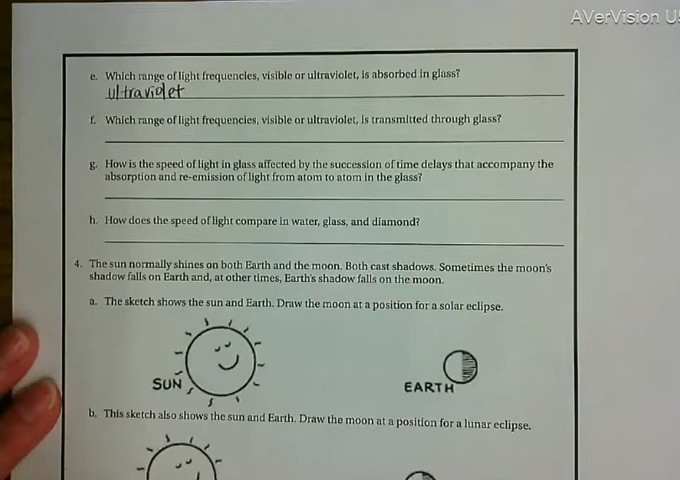 AVerVision U
e. Which range of light frequencies, visible or ultraviolet, is absorbed in glass?
ultraviolet
f. Which range of light frequencies, visible or ultraviolet, is transmitted through glass?
g. How is the speed of light in glass affected by the succession of time delays that accompany the
absorption and re-emission of light from atom to atom in the glass?
h. How does the speed of light compare in water, glass, and diamond?
4. The sun normally shines on both Earth and the moon. Both cast shadows. Sometimes the moon's
shadow falls on Earth and, at other times, Earth's shadow falls on the moon.
a. The sketch shows the sun and Earth. Draw the moon at a position for a solar eclipse.
SUN
EARTH
b. This sketch also shows the sun and Earth. Draw the moon at a position for a lunar eclipse.